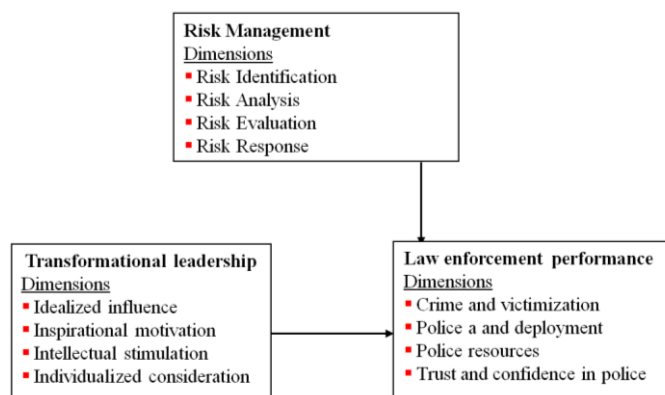 Risk Management
Dimensions
Risk Identification
Risk Analysis
Risk Evaluation
Risk Response
Transformational leadership
Dimensions
Idealized influence
Inspirational motivation
Intellectual stimulation
Individualized consideration
Law enforcement performance
Dimensions
Crime and victimization
Police a and deployment
Police resources
Trust and confidence in police